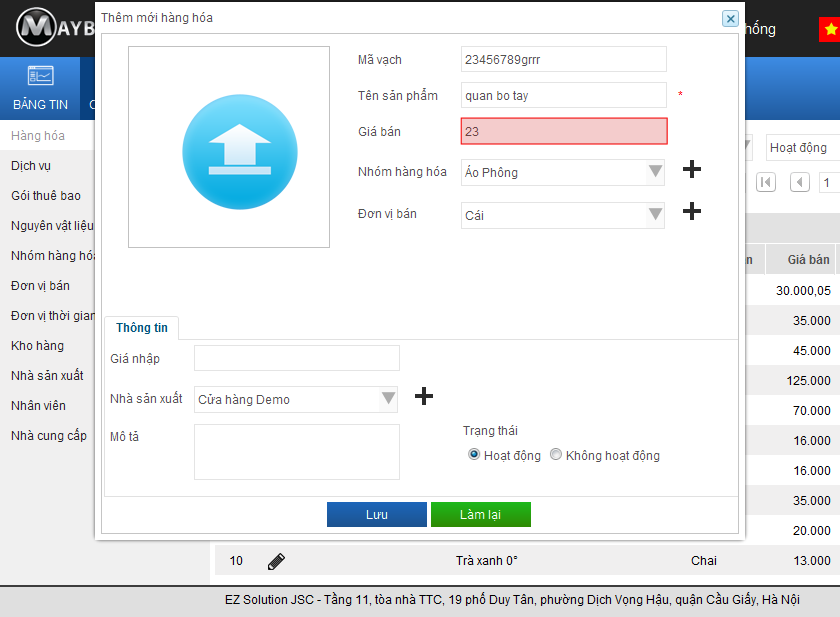 Thêm mới hàng hóa
MAYB
hống
BẢNG TIN
Hàng hóa
Dịch vụ
Gói thuê bao
Nguyên vật liệu
Nhóm hàng hóa
Đơn vị bán
Đơn vị thời gian
Kho hàng
Nhà sản xuất
Nhân viên
Nhà cung cấp
Mã vạch 23456789grrr
Tên sản phẩm quan bo tay *
Giá bán 23
Nhóm hàng hóa Áo Phông
Đơn vị bán Cái
Thông tin
Giá nhập
Nhà sản xuất Cửa hàng Demo
Mô tả
Trạng thái
Hoạt động Không hoạt động
Lưu Làm lại
Hoạt động
1
n Giá bán
30.000,05
35.000
45.000
125.000
70.000
16.000
16.000
35.000
20.000
10 Trà xanh 0° Chai 13.000
EZ Solution JSC - Tầng 11, tòa nhà TTC, 19 phố Duy Tân, phường Dịch Vọng Hậu, quận Cầu Giấy, Hà Nội